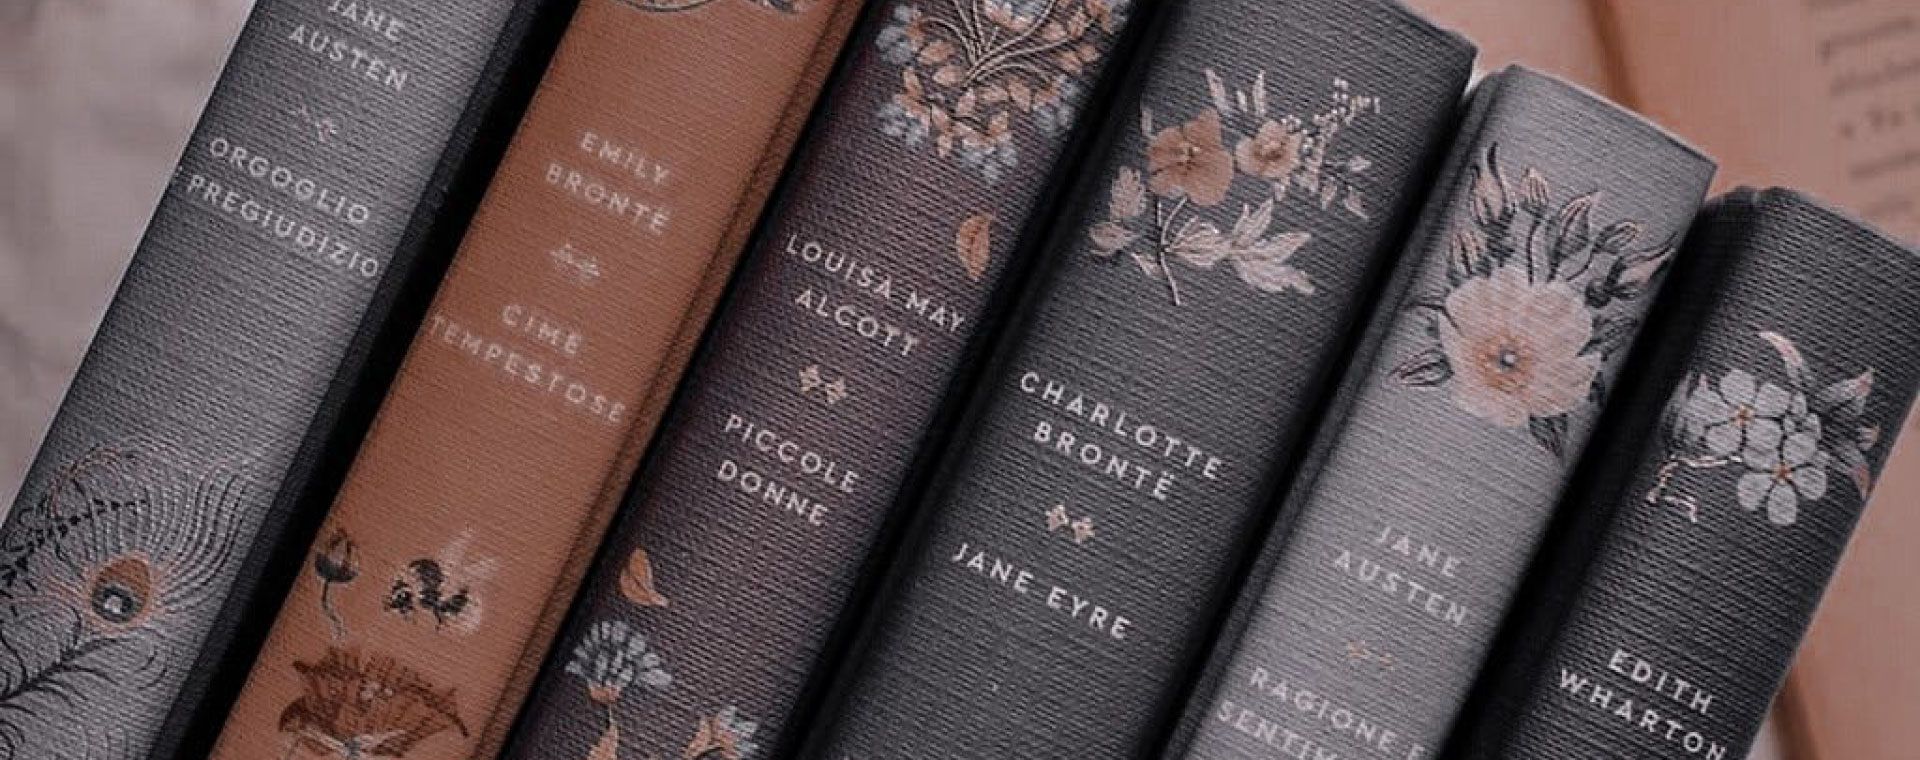 JANE
AUSTEN
ORGOGLIO
PREGIUDIZIO
EMILY
BRONTË
CIME
TEMPESTOSE
LOUISA MAY
ALCOTT
PICCOLE
DONNE
CHARLOTTE
BRONTË
JANE EYRE
JANE
AUSTEN
RAGIONE E
SENTIM
EDITH
WHARTON